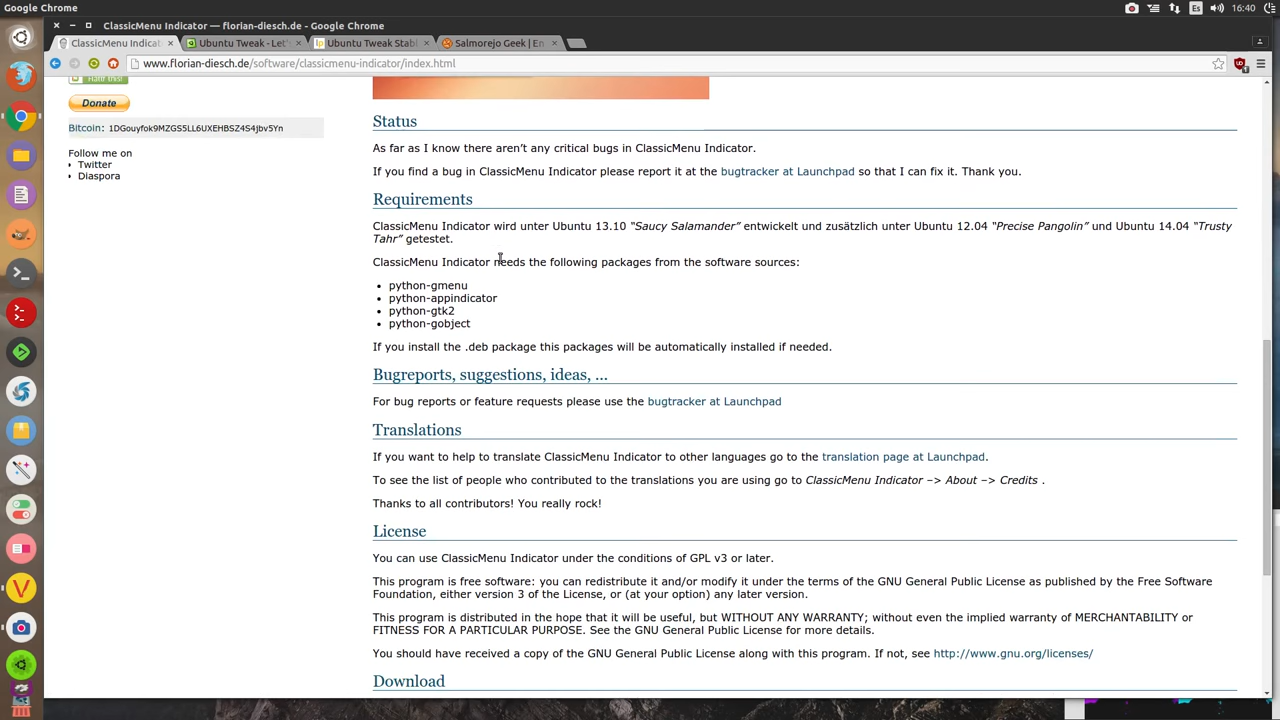 Google Chrome
Es
16:40
ClassicMenu Indicator — florian-diesch.de - Google Chrome
ClassicMenu Indicat
Ubuntu Tweak - Let's
Ubuntu Tweak Stabl
Salmorejo Geek | En
www.florian-diesch.de/software/classicmenu-indicator/index.html
Flattr this!
Donate
Bitcoin: 1DGouyfok9MZGS5LL6UXEHBSZ4S4jbv5Yn
Follow me on
Twitter
Diaspora
Status
As far as I know there aren't any critical bugs in ClassicMenu Indicator.
If you find a bug in ClassicMenu Indicator please report it at the bugtracker at Launchpad so that I can fix it. Thank you.
Requirements
ClassicMenu Indicator wird unter Ubuntu 13.10 “Saucy Salamander” entwickelt und zusätzlich unter Ubuntu 12.04 “Precise Pangolin” und Ubuntu 14.04 “Trusty
Tahr” getestet.
ClassicMenu Indicator needs the following packages from the software sources:
python-gmenu
python-appindicator
python-gtk2
python-gobject
If you install the .deb package this packages will be automatically installed if needed.
Bugreports, suggestions, ideas, ...
For bug reports or feature requests please use the bugtracker at Launchpad
Translations
If you want to help to translate ClassicMenu Indicator to other languages go to the translation page at Launchpad.
To see the list of people who contributed to the translations you are using go to ClassicMenu Indicator –> About –> Credits .
Thanks to all contributors! You really rock!
License
You can use ClassicMenu Indicator under the conditions of GPL v3 or later.
This program is free software: you can redistribute it and/or modify it under the terms of the GNU General Public License as published by the Free Software
Foundation, either version 3 of the License, or (at your option) any later version.
This program is distributed in the hope that it will be useful, but WITHOUT ANY WARRANTY; without even the implied warranty of MERCHANTABILITY or
FITNESS FOR A PARTICULAR PURPOSE. See the GNU General Public License for more details.
You should have received a copy of the GNU General Public License along with this program. If not, see http://www.gnu.org/licenses/
Download